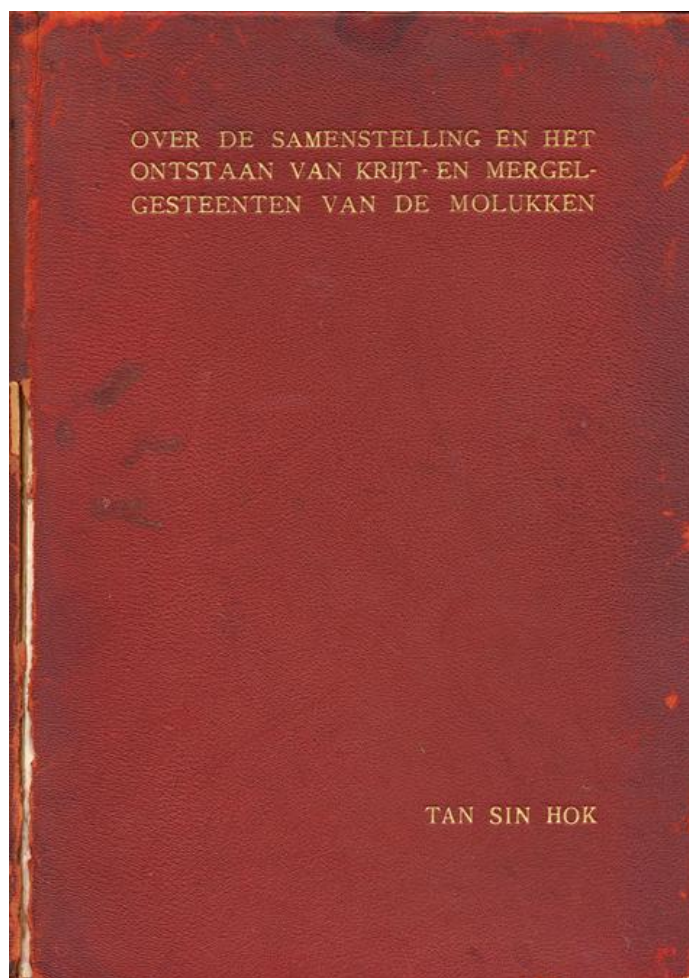 OVER DE SAMENSTELLING EN HET
ONTSTAAN VAN KRIJT- EN MERGEL-
GESTEENTEN VAN DE MOLUKKEN
TAN SIN HOK